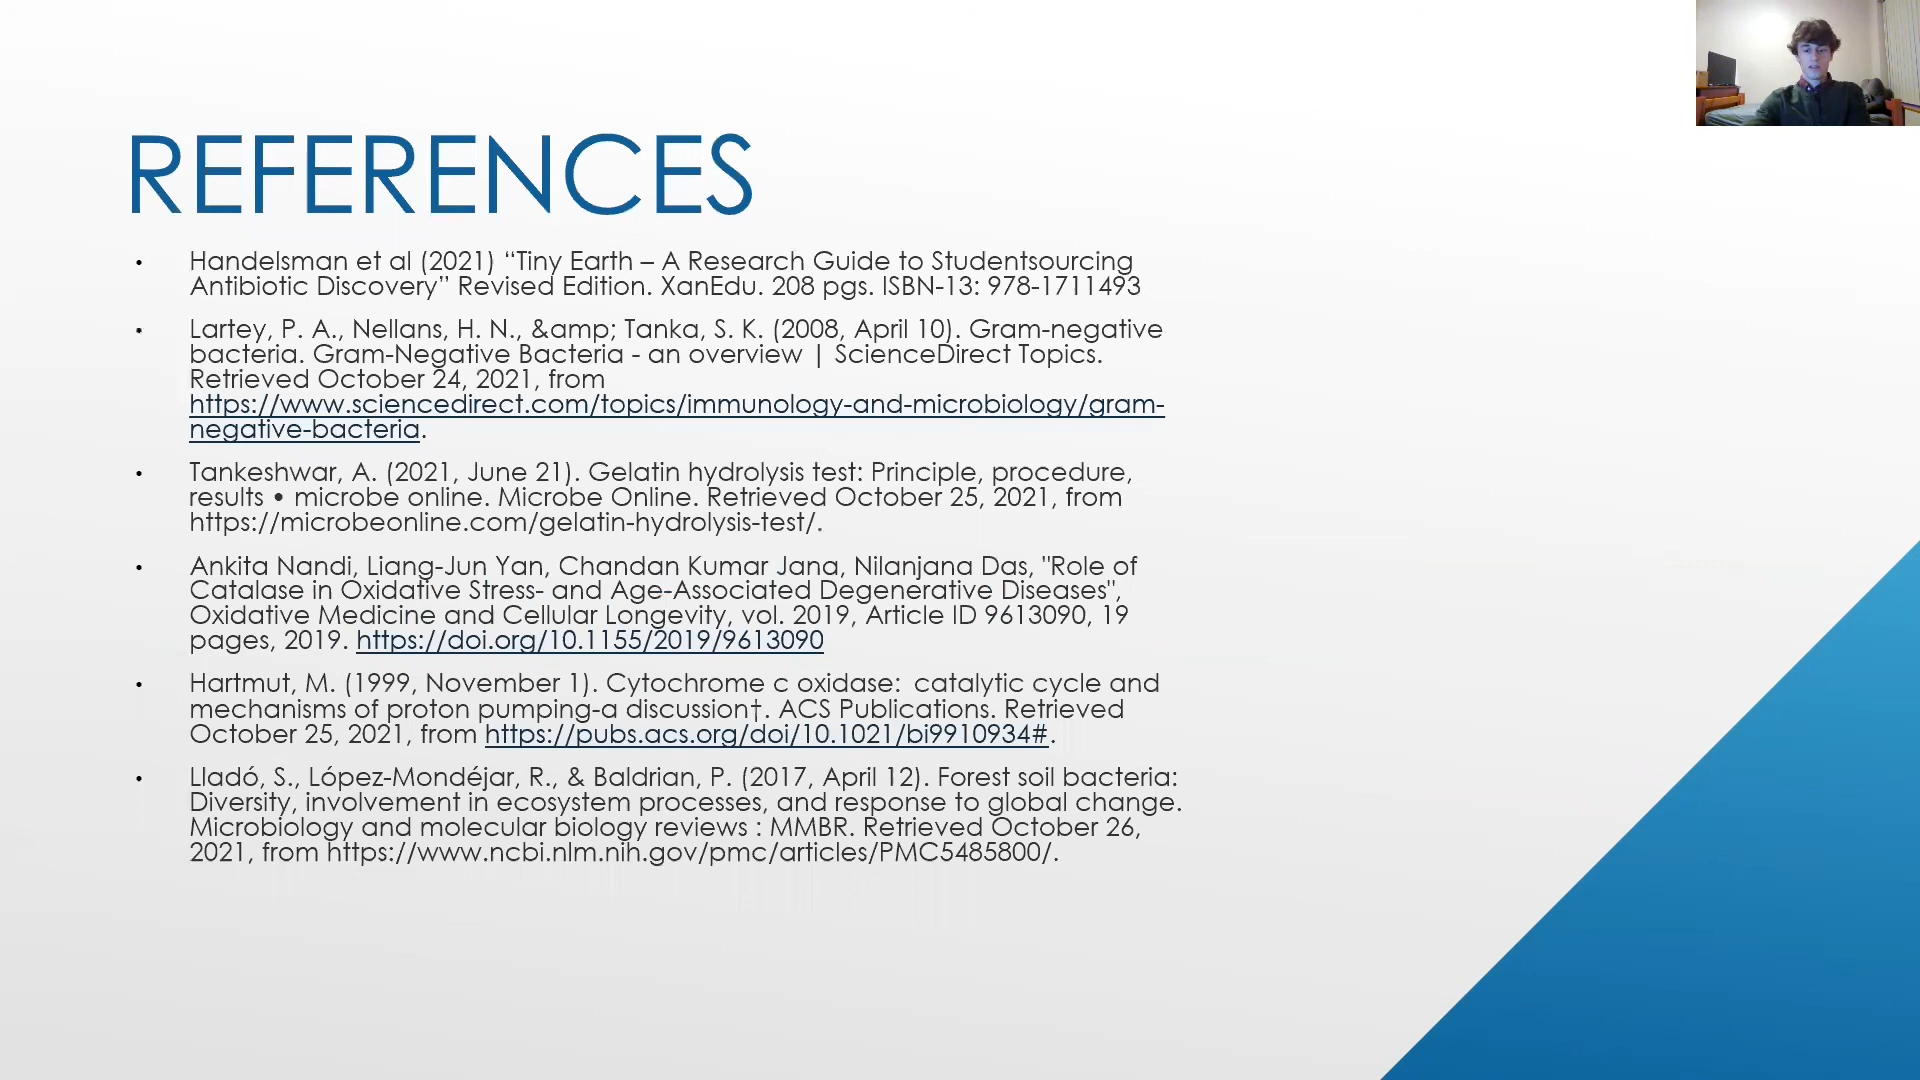 REFERENCES
• Handelsman et al (2021) “Tiny Earth – A Research Guide to Studentsourcing
Antibiotic Discovery” Revised Edition. XanEdu. 208 pgs. ISBN-13: 978-1711493
• Lartey, P. A., Nellans, H. N., &amp; Tanka, S. K. (2008, April 10). Gram-negative
bacteria. Gram-Negative Bacteria - an overview | ScienceDirect Topics.
Retrieved October 24, 2021, from
https://www.sciencedirect.com/topics/immunology-and-microbiology/gram-
negative-bacteria.
• Tankeshwar, A. (2021, June 21). Gelatin hydrolysis test: Principle, procedure,
results • microbe online. Microbe Online. Retrieved October 25, 2021, from
https://microbeonline.com/gelatin-hydrolysis-test/.
• Ankita Nandi, Liang-Jun Yan, Chandan Kumar Jana, Nilanjana Das, "Role of
Catalase in Oxidative Stress- and Age-Associated Degenerative Diseases",
Oxidative Medicine and Cellular Longevity, vol. 2019, Article ID 9613090, 19
pages, 2019. https://doi.org/10.1155/2019/9613090
• Hartmut, M. (1999, November 1). Cytochrome c oxidase:  catalytic cycle and
mechanisms of proton pumping-a discussion†. ACS Publications. Retrieved
October 25, 2021, from https://pubs.acs.org/doi/10.1021/bi9910934#.
• Lladó, S., López-Mondéjar, R., & Baldrian, P. (2017, April 12). Forest soil bacteria:
Diversity, involvement in ecosystem processes, and response to global change.
Microbiology and molecular biology reviews : MMBR. Retrieved October 26,
2021, from https://www.ncbi.nlm.nih.gov/pmc/articles/PMC5485800/.